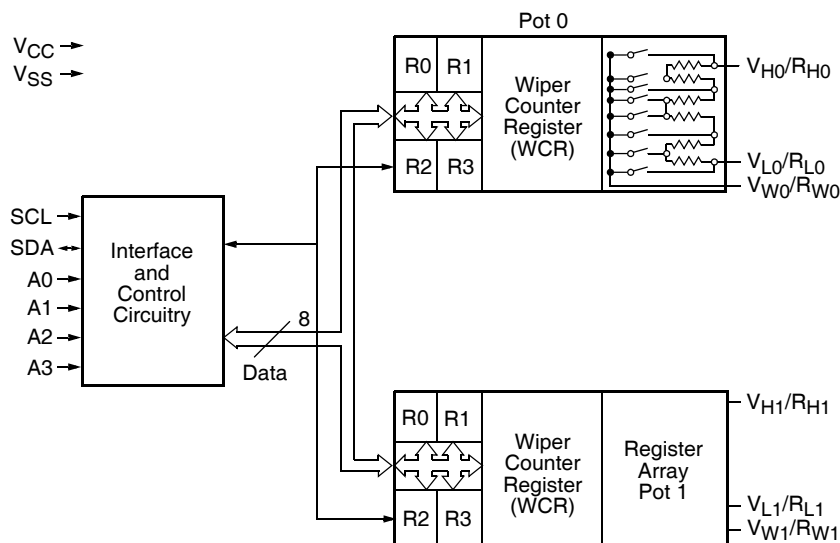 Pot 0
VCC
VSS
R0 R1
R2 R3
Wiper
Counter
Register
(WCR)
VH0/RH0
VL0/RL0
VW0/RW0
SCL
SDA
A0
A1
A2
A3
Interface
and
Control
Circuitry
8
Data
R0 R1
R2 R3
Wiper
Counter
Register
(WCR)
Register
Array
Pot 1
VH1/RH1
VL1/RL1
VW1/RW1